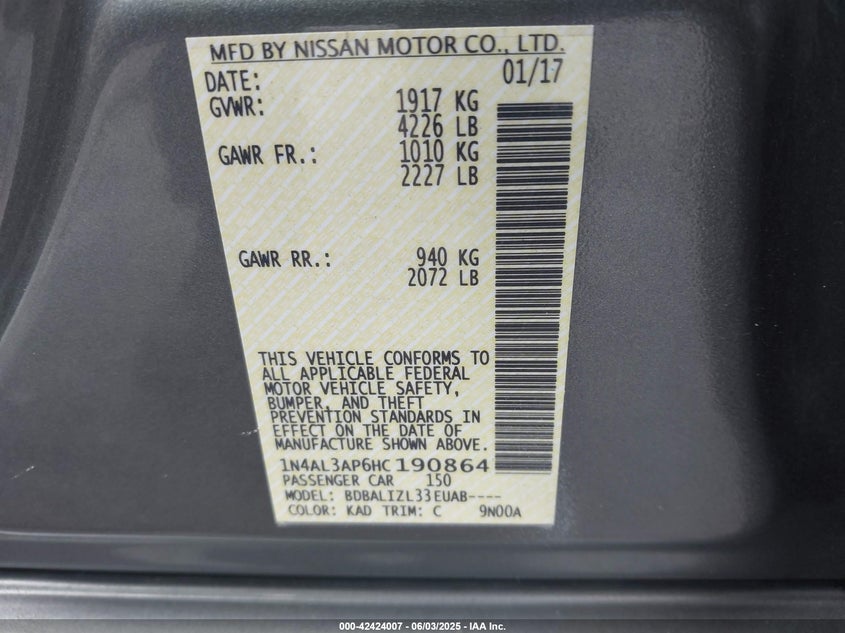 MFD BY NISSAN MOTOR CO., LTD.
DATE: 01/17
GVWR: 1917 KG
4226 LB
GAWR FR.: 1010 KG
2227 LB
GAWR RR.: 940 KG
2072 LB
THIS VEHICLE CONFORMS TO
ALL APPLICABLE FEDERAL
MOTOR VEHICLE SAFETY,
BUMPER, AND THEFT
PREVENTION STANDARDS IN
EFFECT ON THE DATE OF
MANUFACTURE SHOWN ABOVE.
1N4AL3AP6HC190864
PASSENGER CAR 150
MODEL: BDBALIZL33EUAB----
COLOR: KAD TRIM: C 9N00A
000-42424007 - 06/03/2025 - IAA Inc.